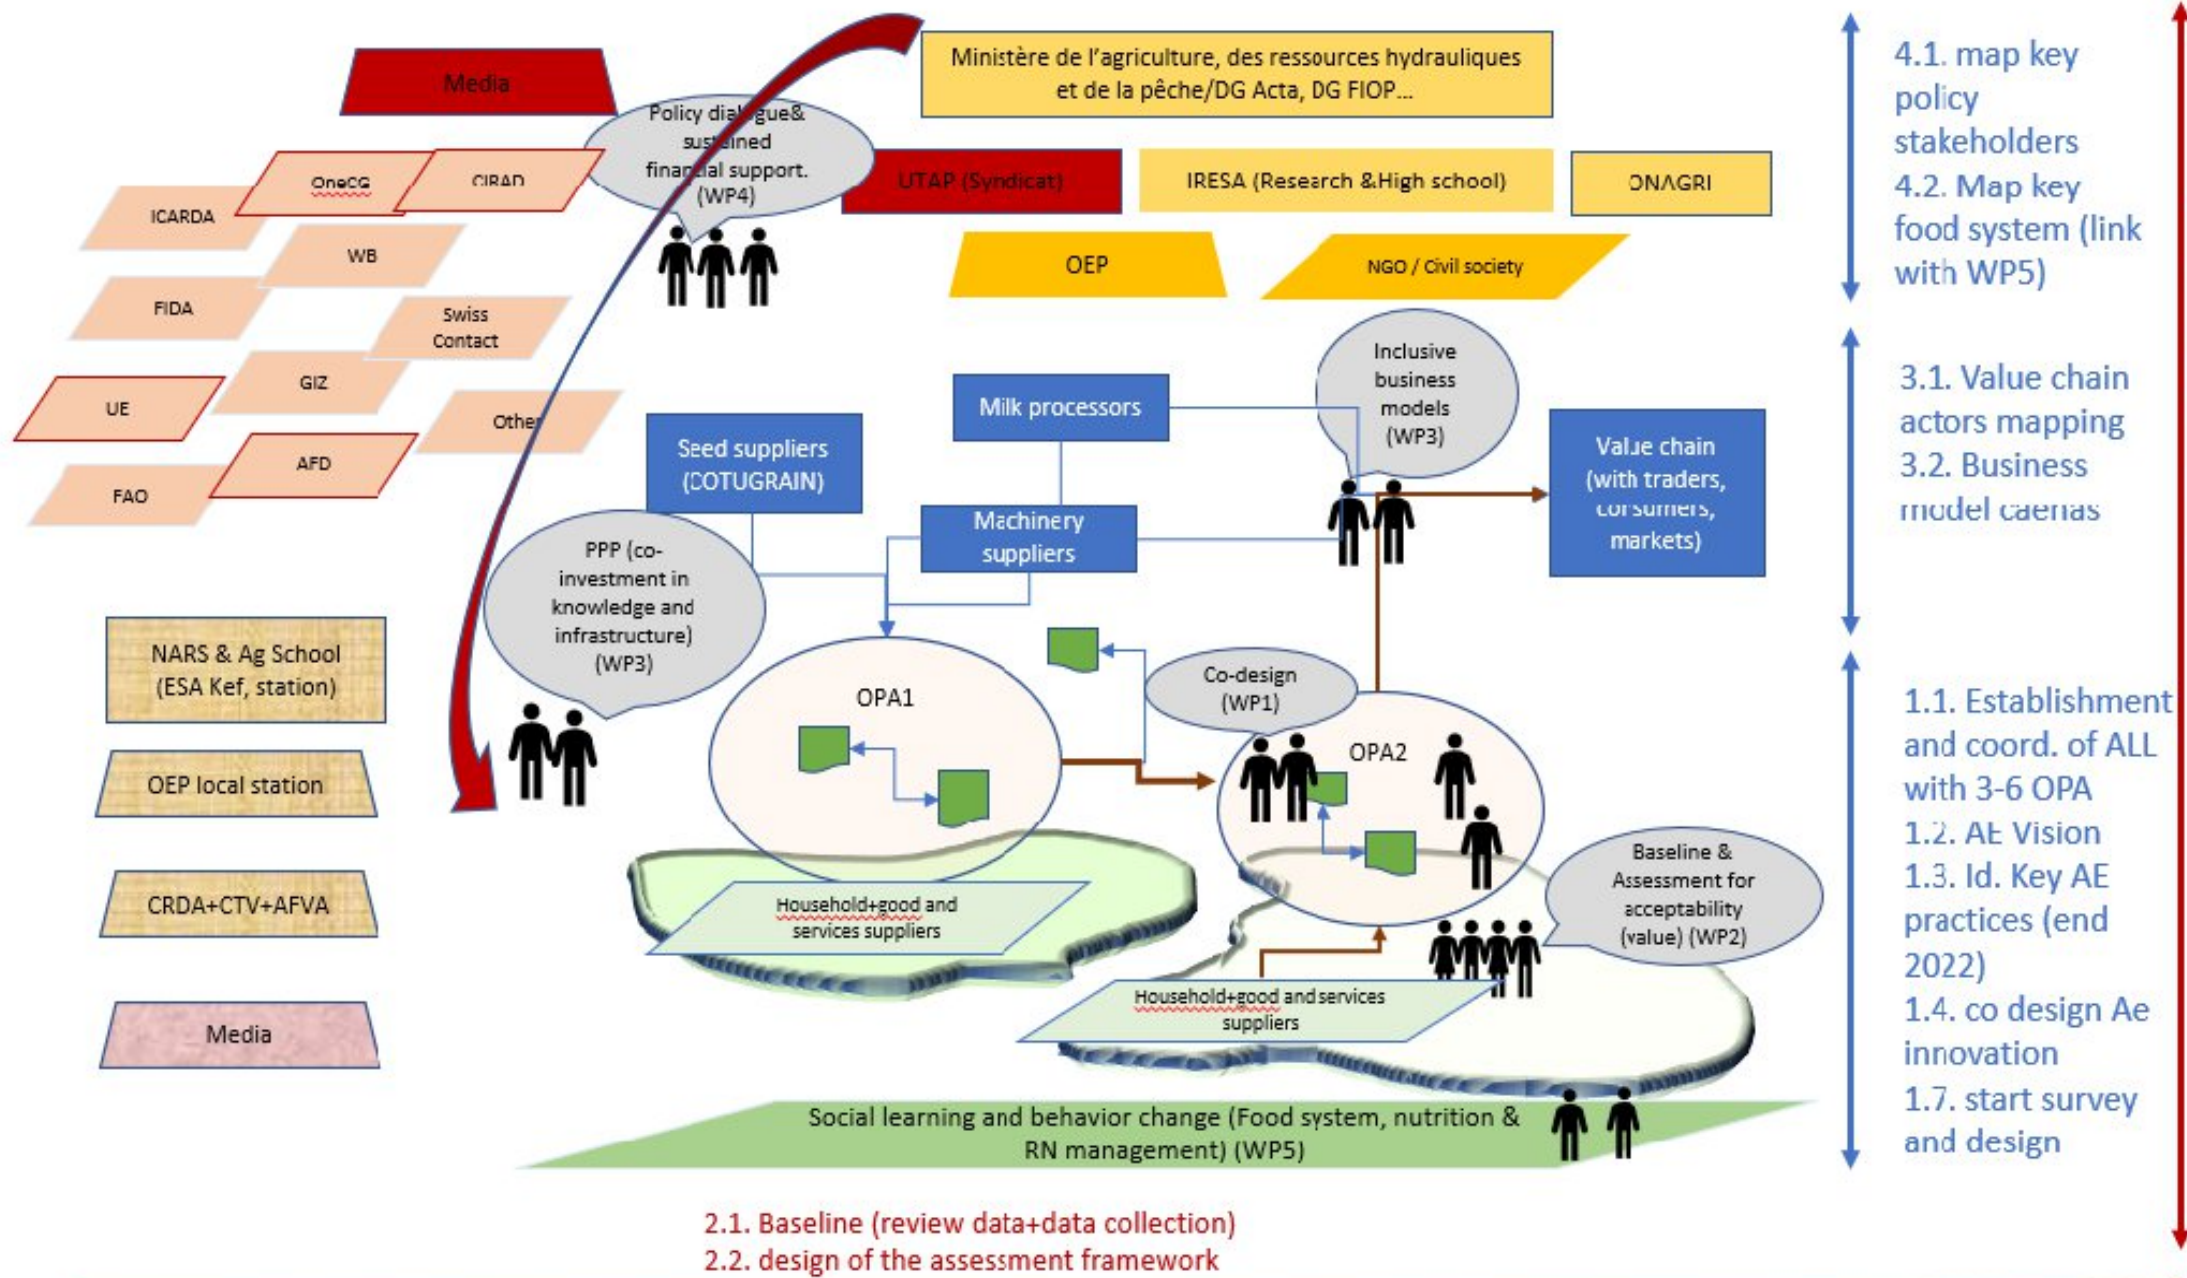 Ministère de l'agriculture, des ressources hydrauliques
et de la pêche/DG Acta, DG FIOP...
Media
Policy dialogue&
sustained
financial support.
(WP4)
UTAP (Syndicat)
IRESA (Research &High school)
ONAGRI
OEP
NGO / Civil society
OneCG
CIRAD
ICARDA
WB
FIDA
Swiss
Contact
GIZ
UE
Other
AFD
FAO
Inclusive
business
models
(WP3)
Milk processors
Seed suppliers
(COTUGRAIN)
Machinery
suppliers
Value chain
(with traders,
consumers,
markets)
PPP (co-
investment in
knowledge and
infrastructure)
(WP3)
NARS & Ag School
(ESA Kef, station)
OEP local station
CRDA+CTV+AFVA
Media
OPA1
Co-design
(WP1)
OPA2
Baseline &
Assessment for
acceptability
(value) (WP2)
Household+good and
services suppliers
Household+good and services
suppliers
Social learning and behavior change (Food system, nutrition &
RN management) (WP5)
2.1. Baseline (review data+data collection)
2.2. design of the assessment framework
4.1. map key
policy
stakeholders
4.2. Map key
food system (link
with WP5)
3.1. Value chain
actors mapping
3.2. Business
model caenas
1.1. Establishment
and coord. of ALL
with 3-6 OPA
1.2. AE Vision
1.3. Id. Key AE
practices (end
2022)
1.4. co design Ae
innovation
1.7. start survey
and design